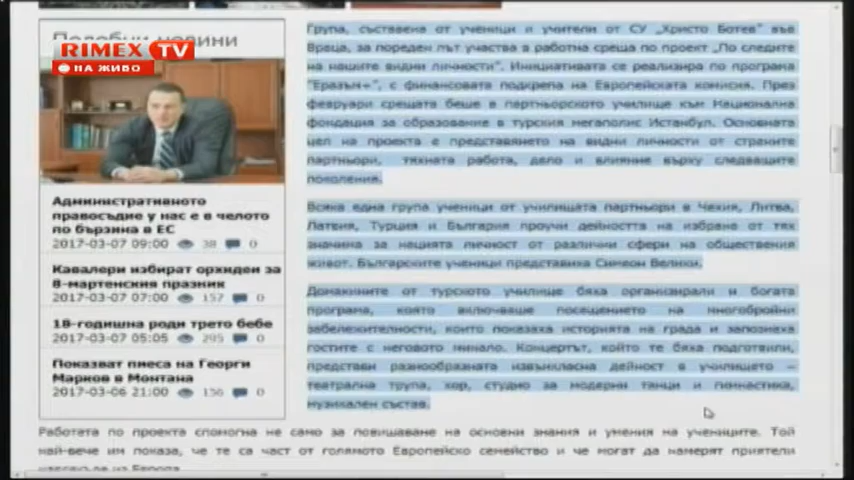 Подобни новини
RIMEX TV
НА ЖИВО
Административното
правосъдие у нас е в челото
по бързина в ЕС
2017-03-07 09:00 38 0
Кавалери избират орхидеи за
8-мартенския празник
2017-03-07 07:00 157 0
18-годишна роди трето бебе
2017-03-07 05:05 295 0
Показват пиеса на Георги
Марков в Монтана
2017-03-06 21:00 156 0
Група, съставена от ученици и учители от СУ „Христо Ботев" във
Враца, за пореден път участва в работна среща по проект „По следите
на нашите видни личности". Инициативата се реализира по програма
"Еразъм+", с финансовата подкрепа на Европейската комисия. През
февруари срещата беше в партньорското училище към Национална
фондация за образование в турския мегаполис Истанбул. Основната
цел на проекта е представянето на видни личности от страните
партньори, тяхната работа, дело и влияние върху следващите
поколения.
Всяка една група ученици от училищата партньори в Чехия, Литва,
Латвия, Турция и България проучи дейността на избрана от тях
значима за нацията личност от различни сфери на обществения
живот. Българските ученици представиха Симеон Велики.
Домакините от турското училище бяха организирали и богата
програма, която включваше посещението на многобройни
забележителности, които показаха историята на града и запознаха
гостите с неговото минало. Концертът, който те бяха подготвили,
представи разнообразната извънкласна дейност в училището –
театрална трупа, хор, студио за модерни танци и гимнастика,
музикален състав.
Работата по проекта спомогна не само за повишаване на основни знания и умения на учениците. Той
най-вече им показа, че те са част от голямото Европейско семейство и че могат да намерят приятели
навсякъде из Европа.